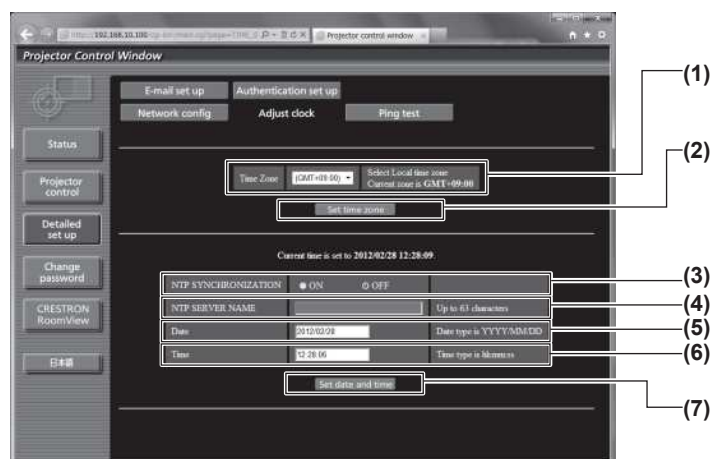 Projector control window
Projector Control Window
E-mail set up
Authentication set up
Network config
Adjust clock
Ping test
Status
Projector control
Detailed set up
Change password
CRESTRON RoomView
日本語
Time Zone
(GMT+09:00)
Select Local time zone
Current zone is GMT+09:00
Set time zone
Current time is set to 2012/02/28 12:28:09.
NTP SYNCHRONIZATION
ON
OFF
NTP SERVER NAME
Up to 63 characters
Date
2012/02/28
Date type is YYYY/MM/DD
Time
12:28:06
Time type is hh:mm:ss
Set date and time
(1)
(2)
(3)
(4)
(5)
(6)
(7)